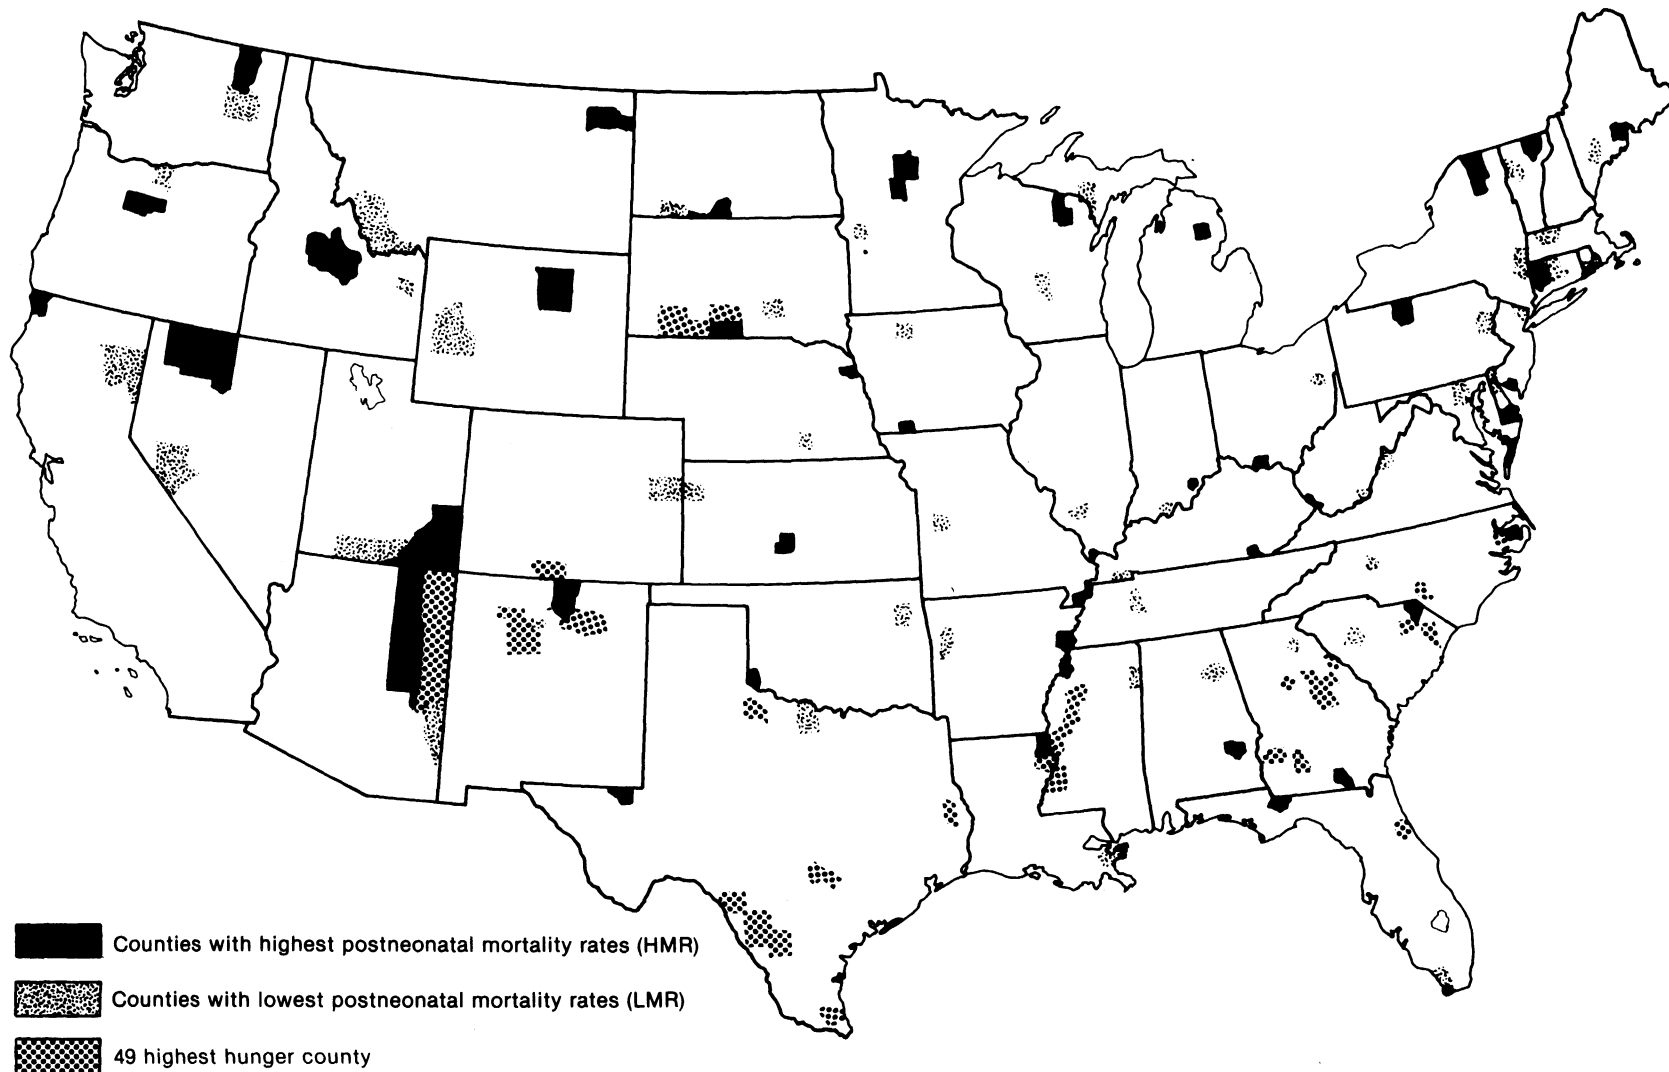 Counties with highest postneonatal mortality rates (HMR)
Counties with lowest postneonatal mortality rates (LMR)
49 highest hunger county